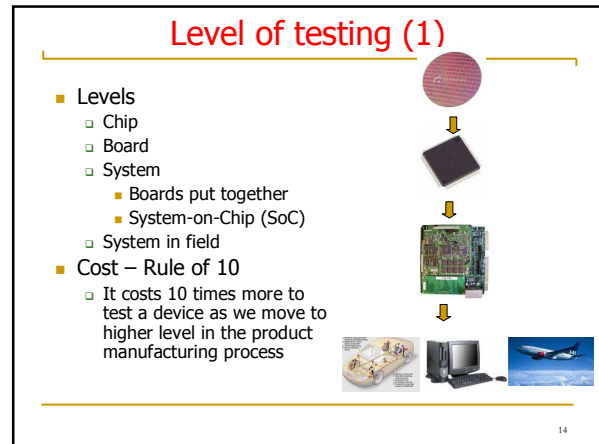 Level of testing (1)
Levels
Chip
Board
System
Boards put together
System-on-Chip (SoC)
System in field
Cost – Rule of 10
It costs 10 times more to
test a device as we move to
higher level in the product
manufacturing process
14